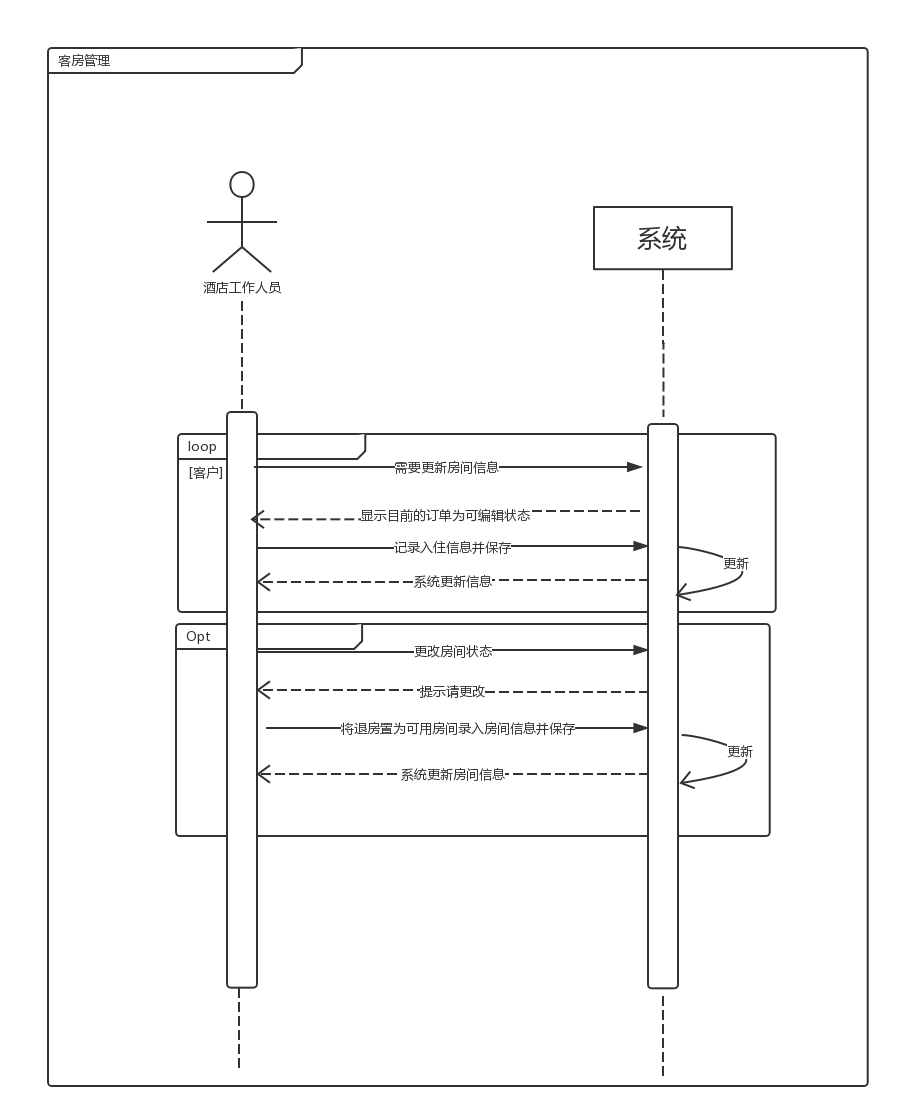 客房管理
系统
酒店工作人员
loop
[客户]
需要更新房间信息
显示目前的订单为可编辑状态
记录入住信息并保存
更新
系统更新信息
Opt
更改房间状态
提示请更改
将退房置为可用房间录入房间信息并保存
更新
系统更新房间信息